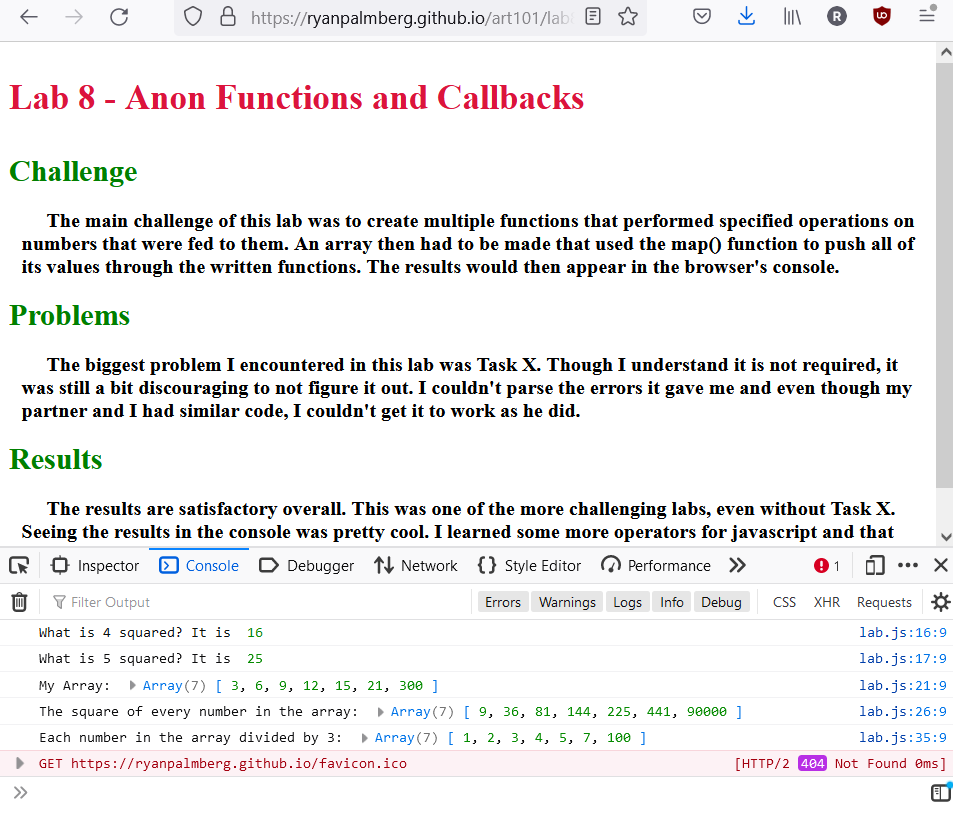 https://ryanpalmberg.github.io/art101/lab
R
Lab 8 - Anon Functions and Callbacks
Challenge
The main challenge of this lab was to create multiple functions that performed specified operations on
numbers that were fed to them. An array then had to be made that used the map() function to push all of
its values through the written functions. The results would then appear in the browser's console.
Problems
The biggest problem I encountered in this lab was Task X. Though I understand it is not required, it
was still a bit discouraging to not figure it out. I couldn't parse the errors it gave me and even though my
partner and I had similar code, I couldn't get it to work as he did.
Results
The results are satisfactory overall. This was one of the more challenging labs, even without Task X.
Seeing the results in the console was pretty cool. I learned some more operators for javascript and that
Inspector Console Debugger Network Style Editor Performance 1
Filter Output Errors Warnings Logs Info Debug CSS XHR Requests
What is 4 squared? It is 16 lab.js:16:9
What is 5 squared? It is 25 lab.js:17:9
My Array: Array(7) [ 3, 6, 9, 12, 15, 21, 300 ] lab.js:21:9
The square of every number in the array: Array(7) [ 9, 36, 81, 144, 225, 441, 90000 ] lab.js:26:9
Each number in the array divided by 3: Array(7) [ 1, 2, 3, 4, 5, 7, 100 ] lab.js:35:9
GET https://ryanpalmberg.github.io/favicon.ico [HTTP/2 404 Not Found 0ms]